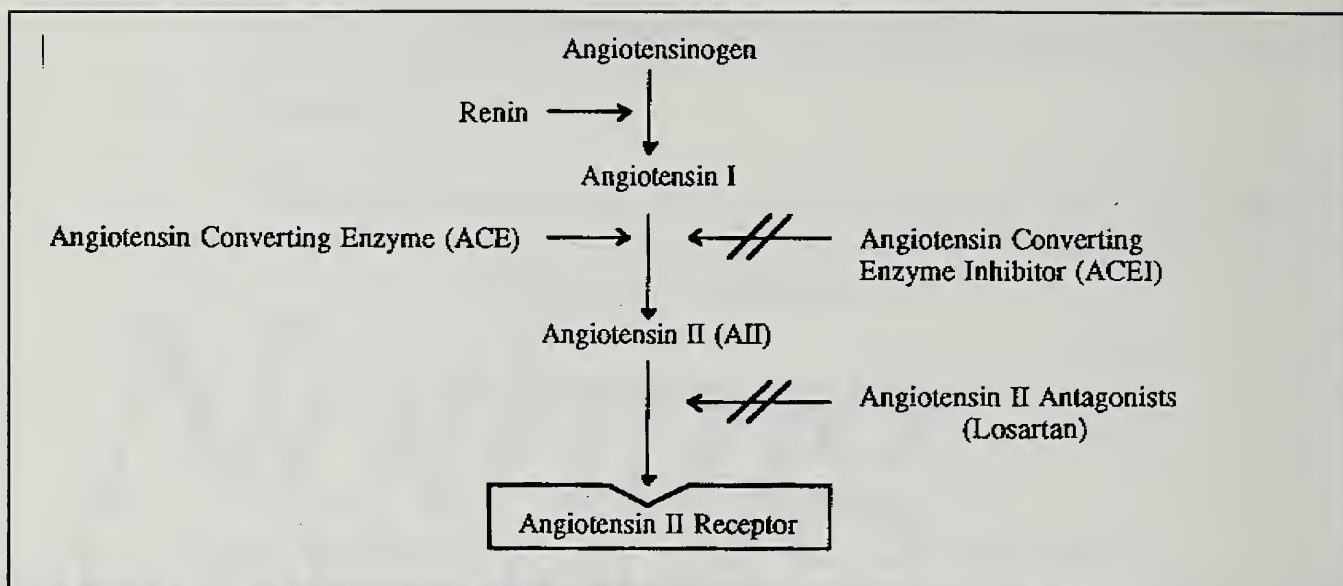 Angiotensinogen
Renin
Angiotensin I
Angiotensin Converting Enzyme (ACE)
Angiotensin Converting
Enzyme Inhibitor (ACEI)
Angiotensin II (AII)
Angiotensin II Antagonists
(Losartan)
Angiotensin II Receptor